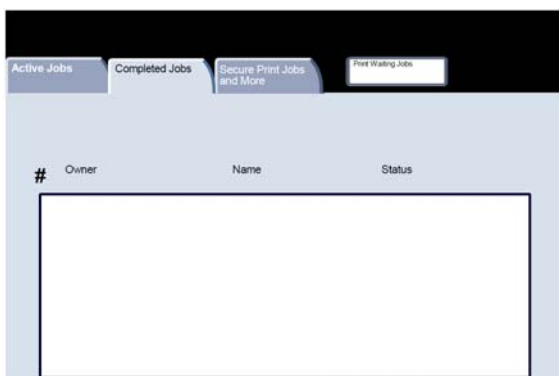 Active Jobs
Completed Jobs
Secure Print Jobs
and More
Print Waiting Jobs
# Owner Name Status